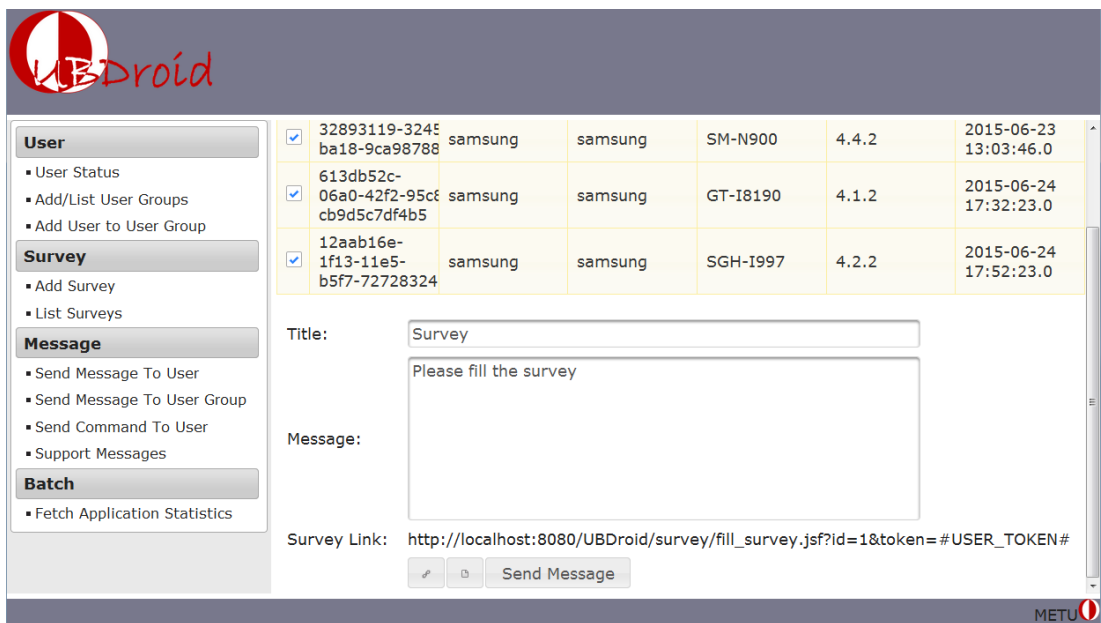 UBDroid
User
User Status
Add/List User Groups
Add User to User Group
Survey
Add Survey
List Surveys
Message
Send Message To User
Send Message To User Group
Send Command To User
Support Messages
Batch
Fetch Application Statistics
32893119-3245
ba18-9ca98788
samsung
samsung
SM-N900
4.4.2
2015-06-23
13:03:46.0
613db52c-
06a0-42f2-95c8
cb9d5c7df4b5
samsung
samsung
GT-I8190
4.1.2
2015-06-24
17:32:23.0
12aab16e-
1f13-11e5-
b5f7-72728324
samsung
samsung
SGH-I997
4.2.2
2015-06-24
17:52:23.0
Title:
Survey
Message:
Please fill the survey
Survey Link:
http://localhost:8080/UBDroid/survey/fill_survey.jsf?id=1&token=#USER_TOKEN#
Send Message
METU